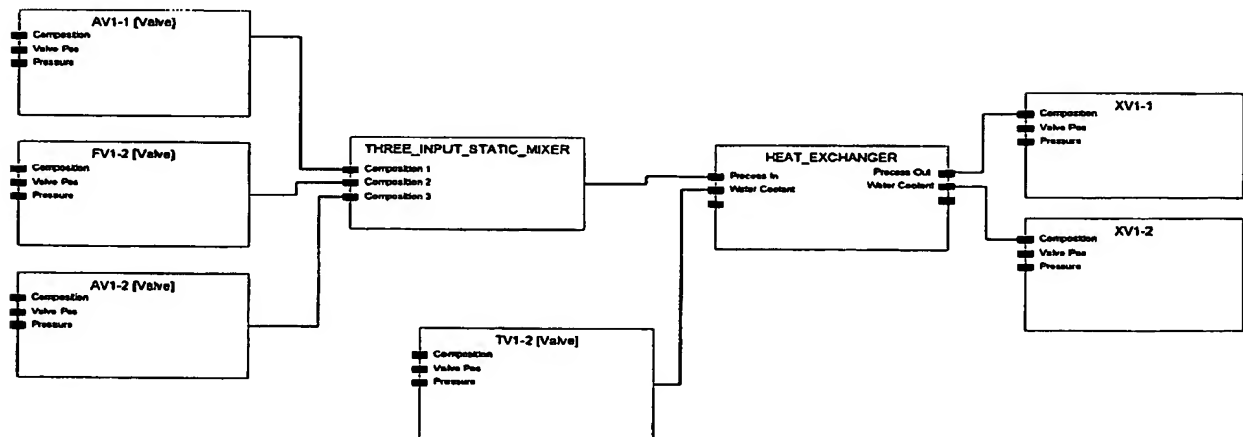 AV1-1 [Valve]
Composition
Valve Pos
Pressure
FV1-2 [Valve]
Composition
Valve Pos
Pressure
AV1-2 [Valve]
Composition
Valve Pos
Pressure
THREE_INPUT_STATIC_MIXER
Composition 1
Composition 2
Composition 3
TV1-2 [Valve]
Composition
Valve Pos
Pressure
HEAT_EXCHANGER
Process In
Water Coolant
Process Out
Water Coolant
XV1-1
Composition
Valve Pos
Pressure
XV1-2
Composition
Valve Pos
Pressure